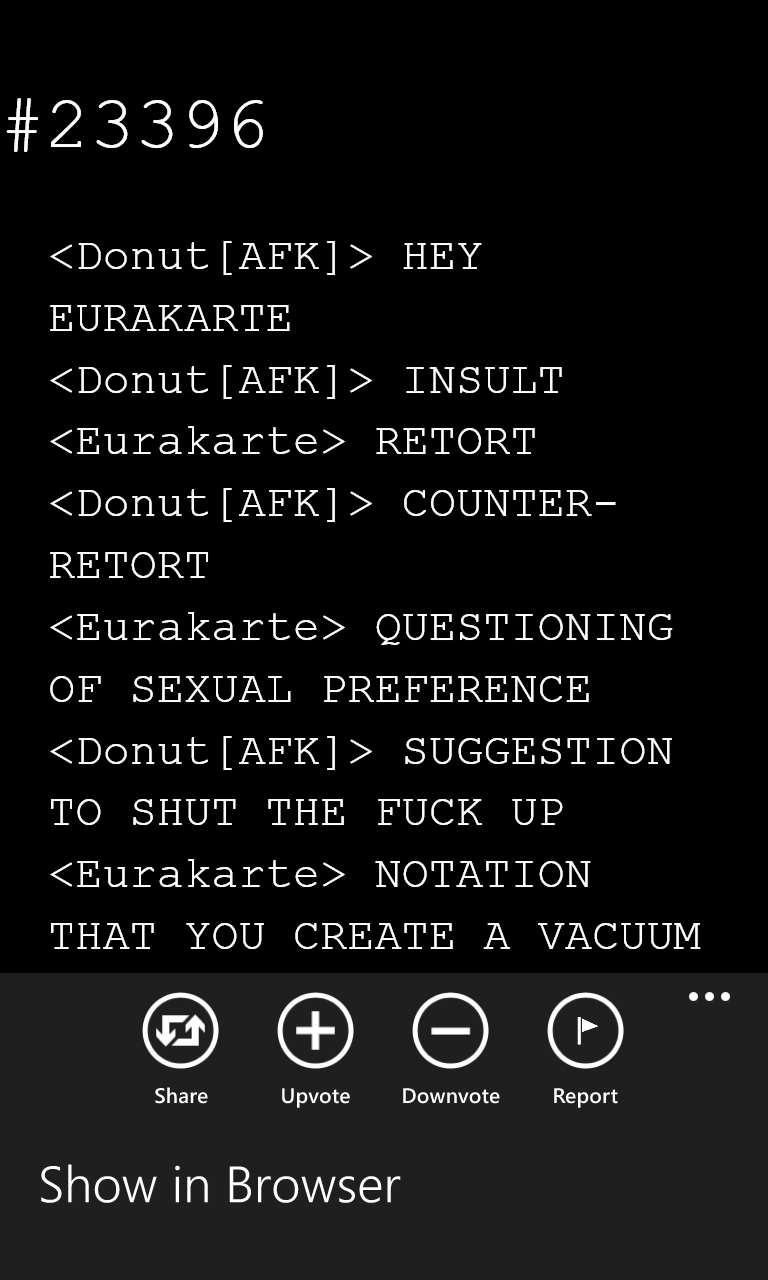 #23396
<Donut[AFK]> HEY
EURAKARTE
<Donut[AFK]> INSULT
<Eurakarte> RETORT
<Donut[AFK]> COUNTER-
RETORT
<Eurakarte> QUESTIONING
OF SEXUAL PREFERENCE
<Donut[AFK]> SUGGESTION
TO SHUT THE FUCK UP
<Eurakarte> NOTATION
THAT YOU CREATE A VACUUM
Share Upvote Downvote Report
Show in Browser